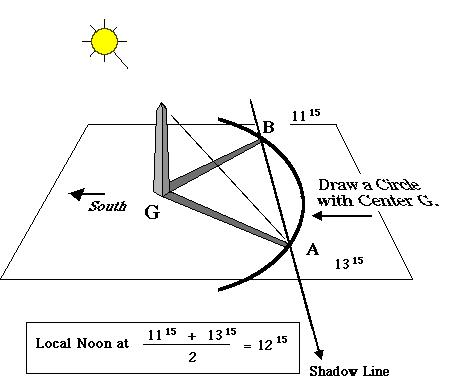 B
11 15
Draw a Circle
with Center G.
South
G
A
13 15
Local Noon at 11 15 + 13 15 / 2 = 12 15
Shadow Line